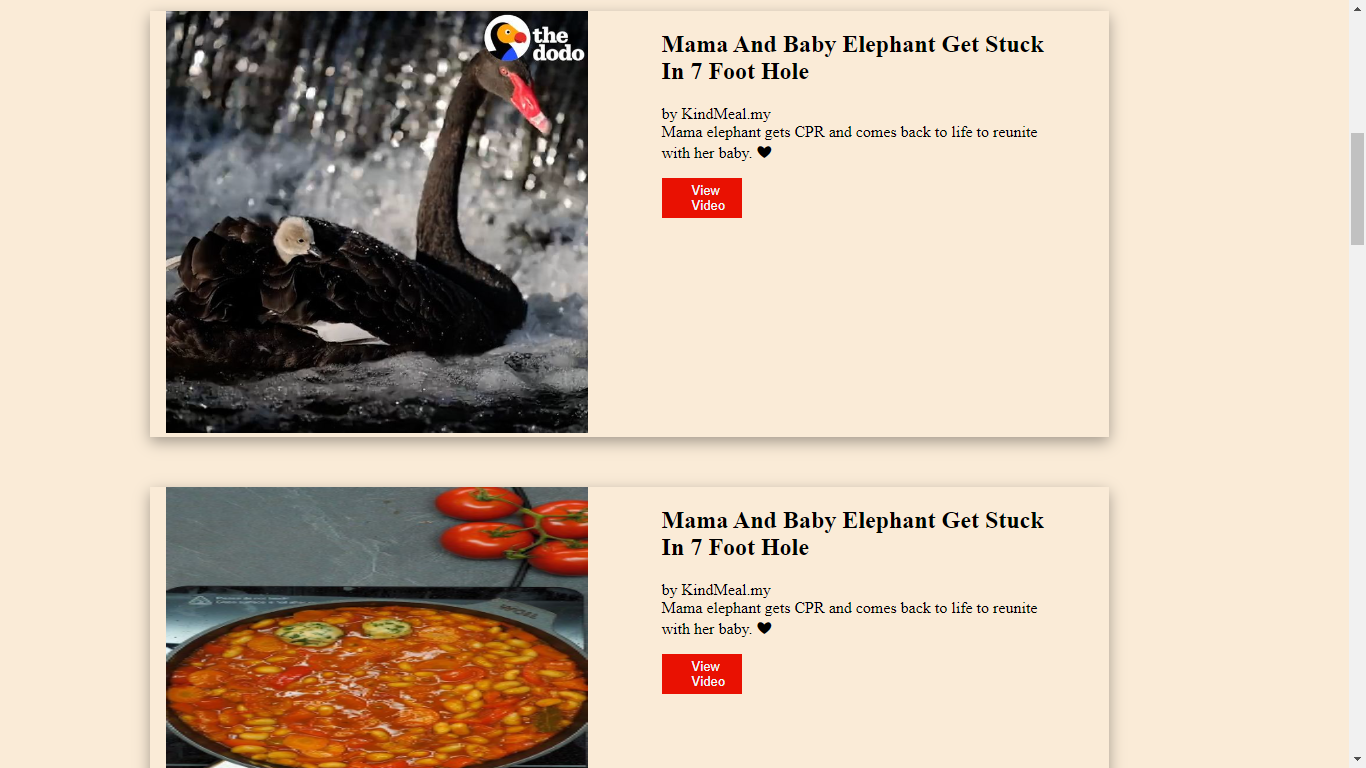 the
dodo
Mama And Baby Elephant Get Stuck
In 7 Foot Hole
by KindMeal.my
Mama elephant gets CPR and comes back to life to reunite
with her baby. 🖤
View
Video
Mama And Baby Elephant Get Stuck
In 7 Foot Hole
by KindMeal.my
Mama elephant gets CPR and comes back to life to reunite
with her baby. 🖤
View
Video